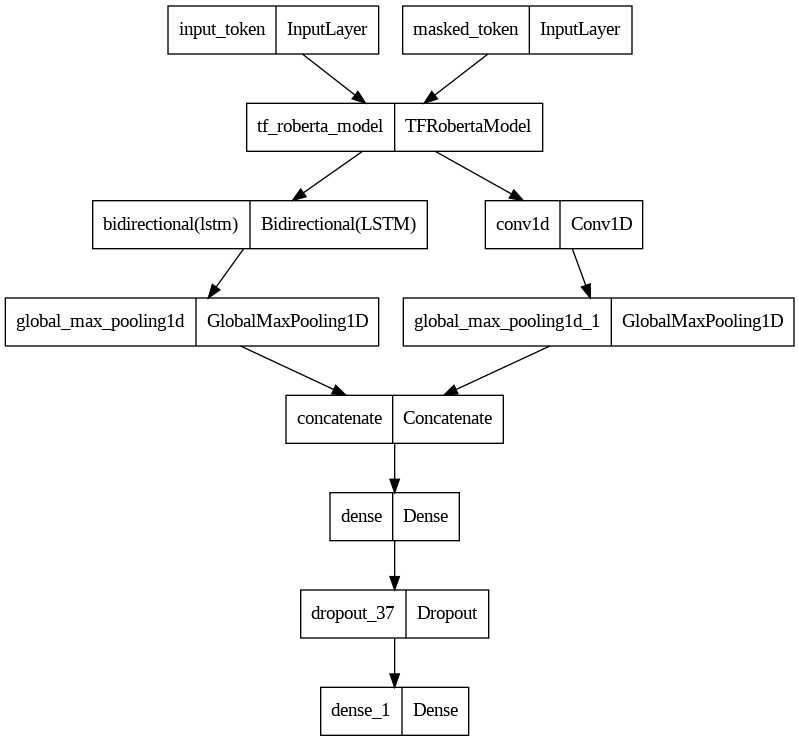 input_token InputLayer
masked_token InputLayer
tf_roberta_model TFRobertaModel
bidirectional(lstm) Bidirectional(LSTM)
conv1d Conv1D
global_max_pooling1d GlobalMaxPooling1D
global_max_pooling1d_1 GlobalMaxPooling1D
concatenate Concatenate
dense Dense
dropout_37 Dropout
dense_1 Dense